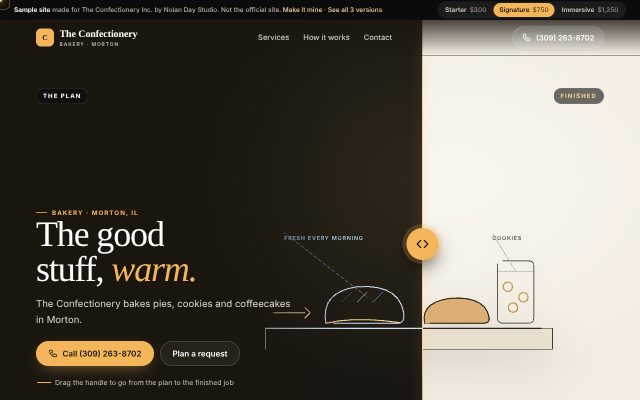 Sample site made for The Confectionery Inc. by Nolan Day Studio. Not the official site. Make it mine · See all 3 versions
Starter $300 Signature $750 Immersive $1,250
C The Confectionery
BAKERY · MORTON
Services How it works Contact
(309) 263-8702
THE PLAN
FINISHED
BAKERY · MORTON, IL
The good
stuff, warm.
FRESH EVERY MORNING
COOKIES
The Confectionery bakes pies, cookies and coffeecakes
in Morton.
Call (309) 263-8702 Plan a request
Drag the handle to go from the plan to the finished job